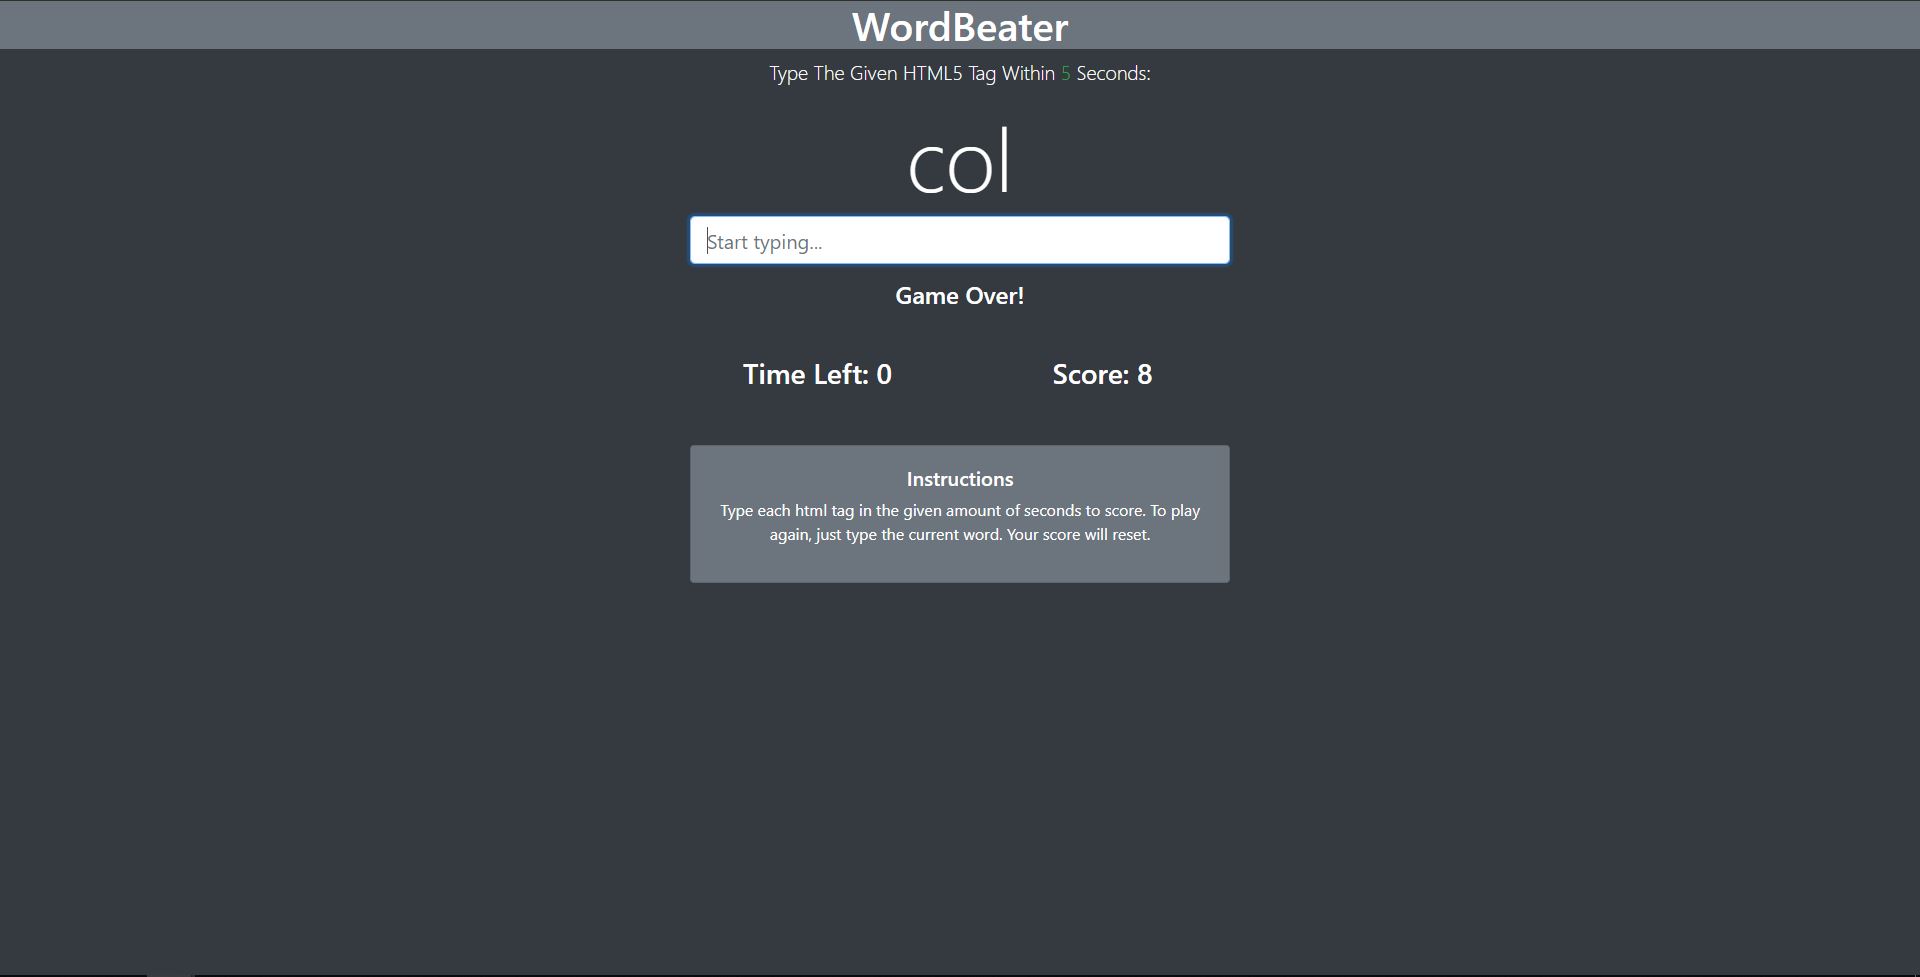 WordBeater
Type The Given HTML5 Tag Within 5 Seconds:
col
Start typing...
Game Over!
Time Left: 0 Score: 8
Instructions
Type each html tag in the given amount of seconds to score. To play
again, just type the current word. Your score will reset.